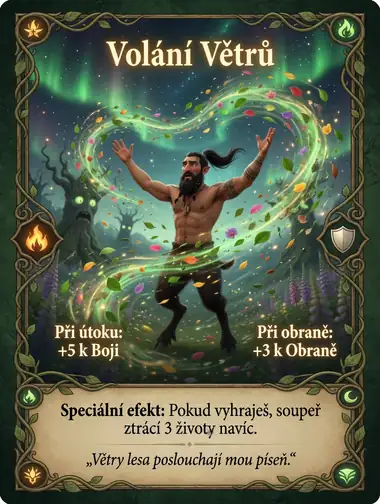 Volání Větrů
Při útoku:
+5 k Boji
Při obraně:
+3 k Obraně
Speciální efekt: Pokud vyhraješ, soupeř
ztrácí 3 životy navíc.
„Větry lesa poslouchají mou píseň.“